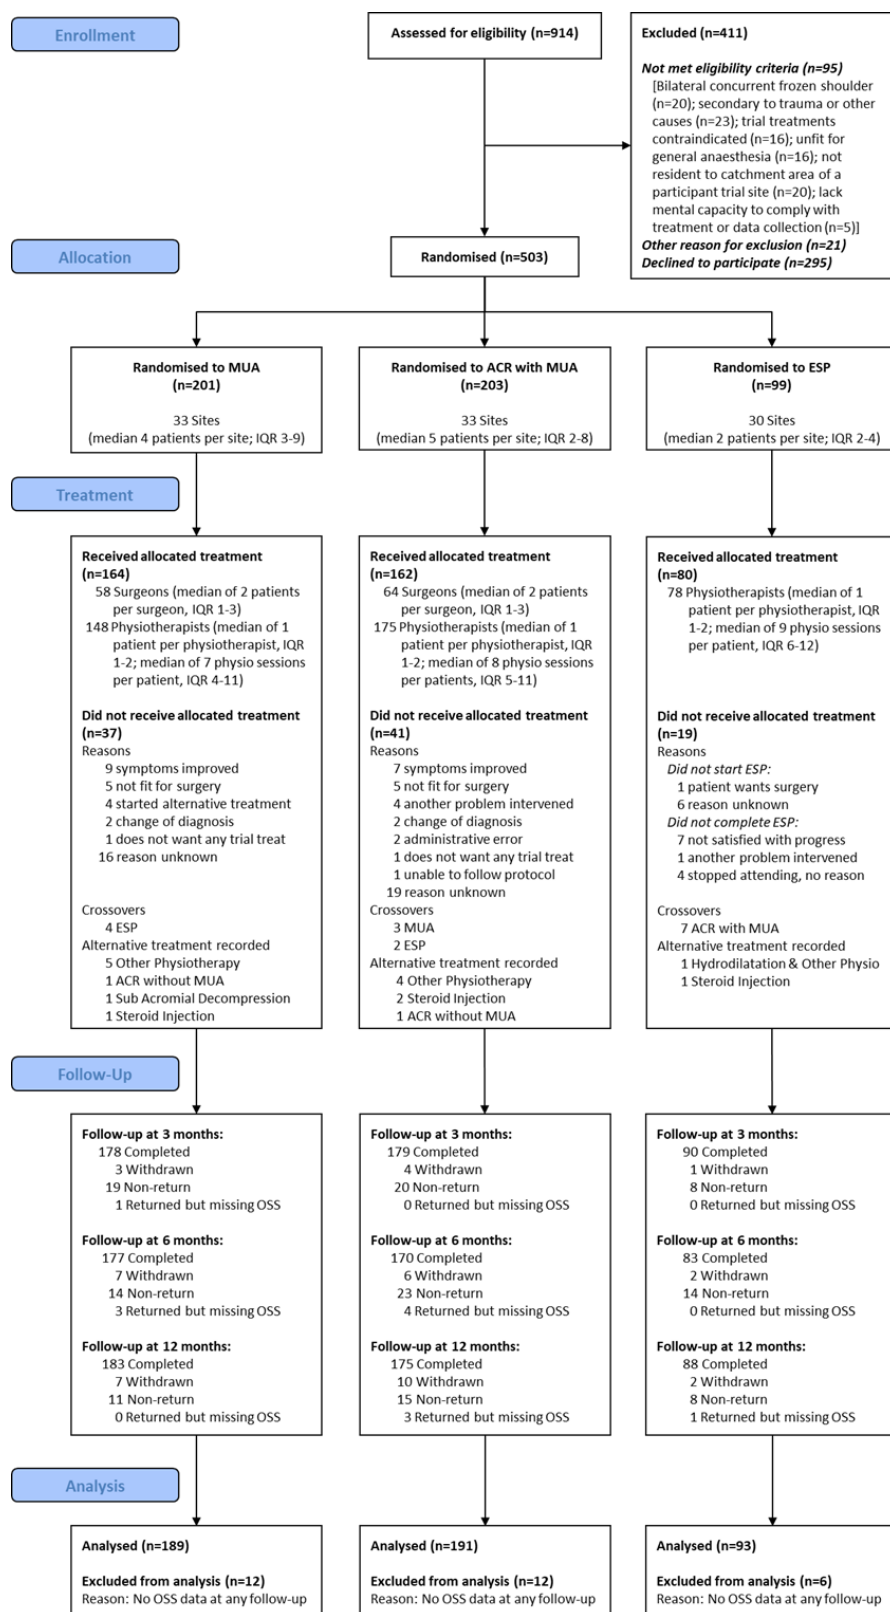 Enrollment
Assessed for eligibility (n=914)
Excluded (n=411)
Not met eligibility criteria (n=95)
[Bilateral concurrent frozen shoulder
(n=20); secondary to trauma or other
causes (n=23); trial treatments
contraindicated (n=16); unfit for
general anaesthesia (n=16); not
resident to catchment area of a
participant trial site (n=20); lack
mental capacity to comply with
treatment or data collection (n=5)]
Other reason for exclusion (n=21)
Declined to participate (n=295)
Allocation
Randomised (n=503)
Randomised to MUA
(n=201)
33 Sites
(median 4 patients per site; IQR 3-9)
Randomised to ACR with MUA
(n=203)
33 Sites
(median 5 patients per site; IQR 2-8)
Randomised to ESP
(n=99)
30 Sites
(median 2 patients per site; IQR 2-4)
Treatment
Received allocated treatment
(n=164)
58 Surgeons (median of 2 patients
per surgeon, IQR 1-3)
148 Physiotherapists (median of 1
patient per physiotherapist, IQR
1-2; median of 7 physio sessions
per patient, IQR 4-11)
Did not receive allocated treatment
(n=37)
Reasons
9 symptoms improved
5 not fit for surgery
4 started alternative treatment
2 change of diagnosis
1 does not want any trial treat
16 reason unknown
Crossovers
4 ESP
Alternative treatment recorded
5 Other Physiotherapy
1 ACR without MUA
1 Sub Acromial Decompression
1 Steroid Injection
Received allocated treatment
(n=162)
64 Surgeons (median of 2 patients
per surgeon, IQR 1-3)
175 Physiotherapists (median of 1
patient per physiotherapist, IQR
1-2; median of 8 physio sessions
per patients, IQR 5-11)
Did not receive allocated treatment
(n=41)
Reasons
7 symptoms improved
5 not fit for surgery
4 another problem intervened
2 change of diagnosis
2 administrative error
1 does not want any trial treat
1 unable to follow protocol
19 reason unknown
Crossovers
3 MUA
2 ESP
Alternative treatment recorded
4 Other Physiotherapy
2 Steroid Injection
1 ACR without MUA
Received allocated treatment
(n=80)
78 Physiotherapists (median of 1
patient per physiotherapist, IQR
1-2; median of 9 physio sessions
per patient, IQR 6-12)
Did not receive allocated treatment
(n=19)
Reasons
Did not start ESP:
1 patient wants surgery
6 reason unknown
Did not complete ESP:
7 not satisfied with progress
1 another problem intervened
4 stopped attending, no reason
Crossovers
7 ACR with MUA
Alternative treatment recorded
1 Hydrodilatation & Other Physio
1 Steroid Injection
Follow-Up
Follow-up at 3 months:
178 Completed
3 Withdrawn
19 Non-return
1 Returned but missing OSS
Follow-up at 6 months:
177 Completed
7 Withdrawn
14 Non-return
3 Returned but missing OSS
Follow-up at 12 months:
183 Completed
7 Withdrawn
11 Non-return
0 Returned but missing OSS
Follow-up at 3 months:
179 Completed
4 Withdrawn
20 Non-return
0 Returned but missing OSS
Follow-up at 6 months:
170 Completed
6 Withdrawn
23 Non-return
4 Returned but missing OSS
Follow-up at 12 months:
175 Completed
10 Withdrawn
15 Non-return
3 Returned but missing OSS
Follow-up at 3 months:
90 Completed
1 Withdrawn
8 Non-return
0 Returned but missing OSS
Follow-up at 6 months:
83 Completed
2 Withdrawn
14 Non-return
0 Returned but missing OSS
Follow-up at 12 months:
88 Completed
2 Withdrawn
8 Non-return
1 Returned but missing OSS
Analysis
Analysed (n=189)
Excluded from analysis (n=12)
Reason: No OSS data at any follow-up
Analysed (n=191)
Excluded from analysis (n=12)
Reason: No OSS data at any follow-up
Analysed (n=93)
Excluded from analysis (n=6)
Reason: No OSS data at any follow-up